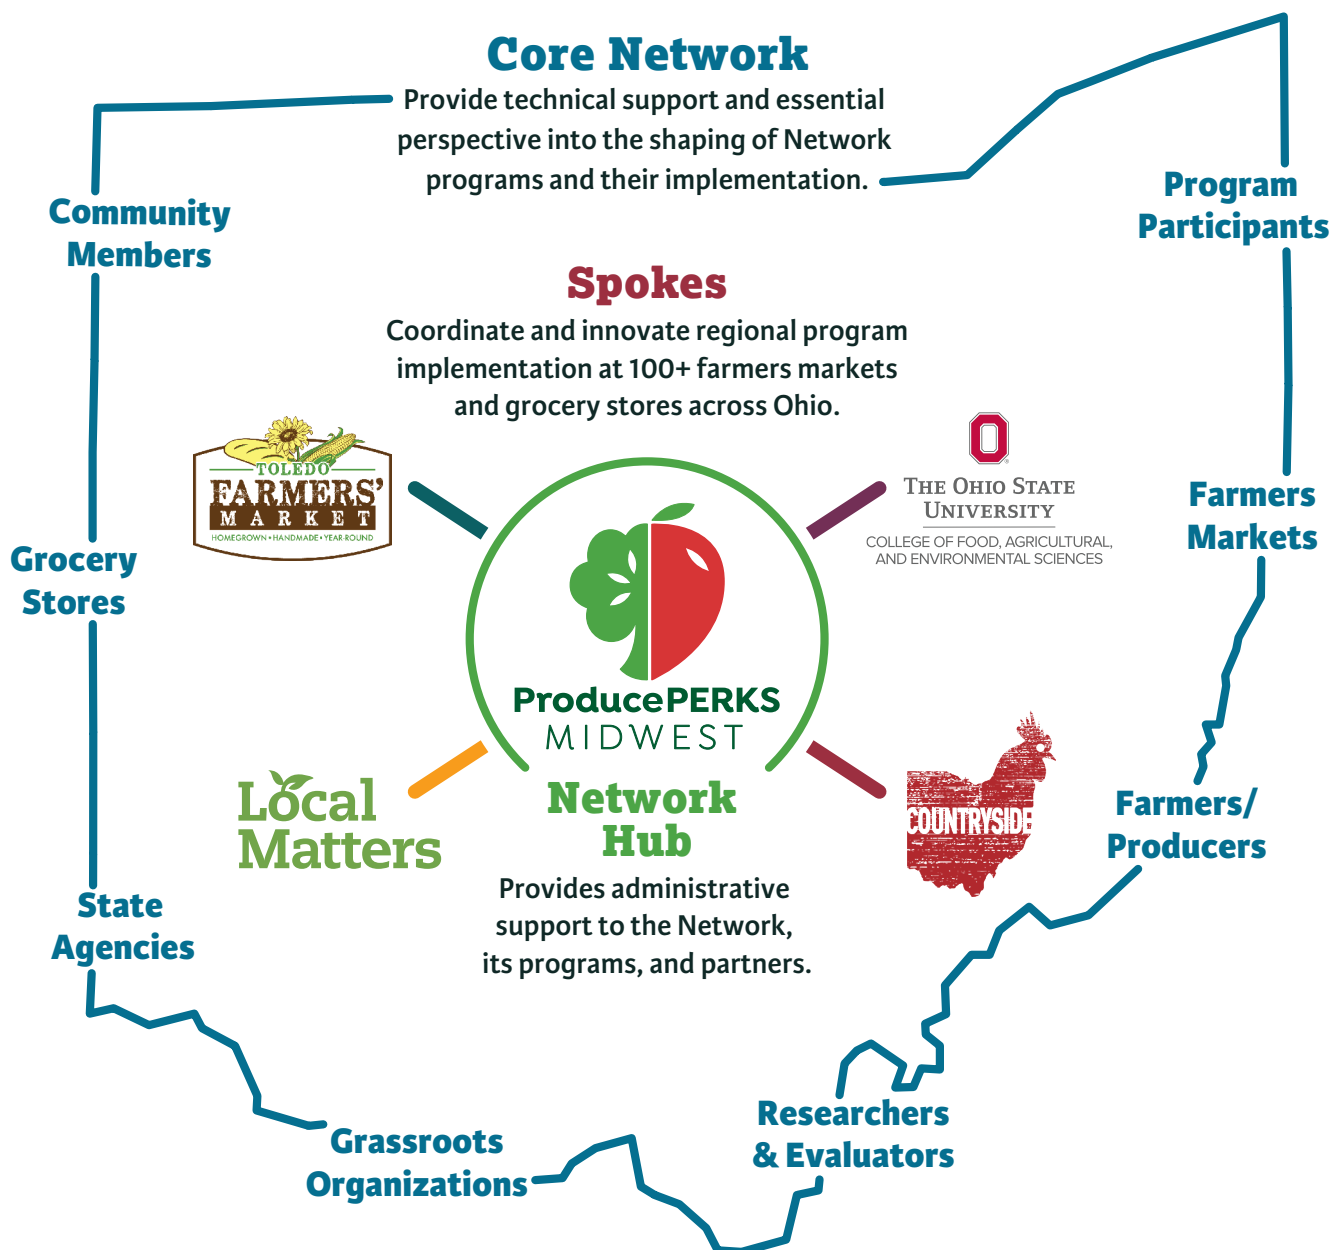 Core Network
Provide technical support and essential
perspective into the shaping of Network
programs and their implementation.
Program
Participants
Community
Members
Spokes
Coordinate and innovate regional program
implementation at 100+ farmers markets
and grocery stores across Ohio.
TOLEDO
FARMERS'
MARKET
HOMEGROWN • HANDMADE • YEAR-ROUND
THE OHIO STATE
UNIVERSITY
COLLEGE OF FOOD, AGRICULTURAL,
AND ENVIRONMENTAL SCIENCES
Farmers
Markets
Grocery
Stores
ProducePERKS
MIDWEST
Local
Matters
Network
Hub
Provides administrative
support to the Network,
its programs, and partners.
COUNTRYSIDE
Farmers/
Producers
State
Agencies
Researchers
& Evaluators
Grassroots
Organizations